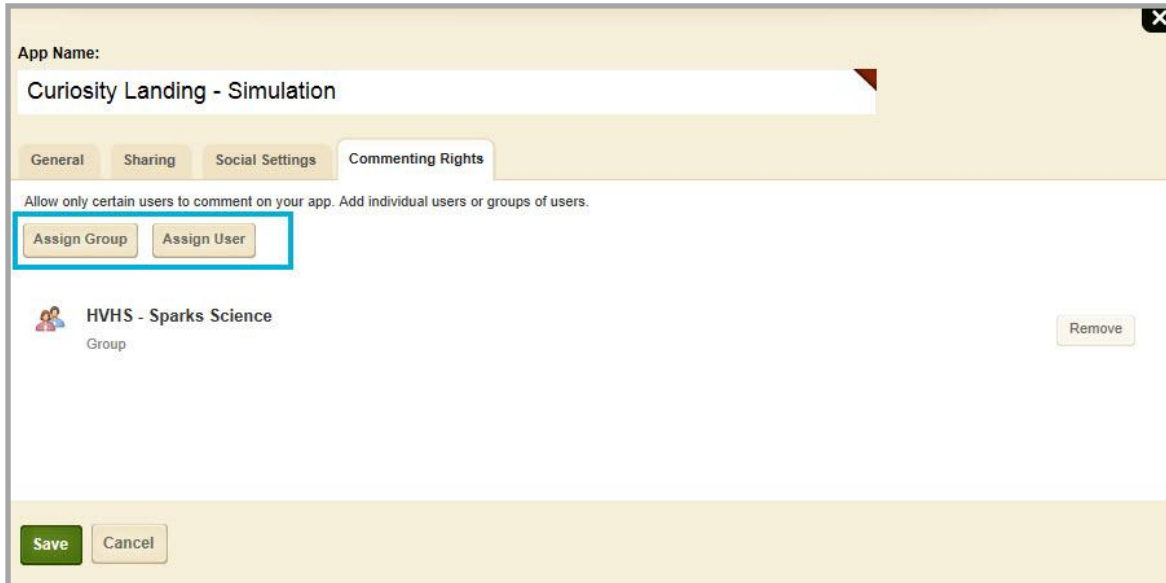 App Name:
Curiosity Landing - Simulation
General Sharing Social Settings Commenting Rights
Allow only certain users to comment on your app. Add individual users or groups of users.
Assign Group Assign User
HVHS - Sparks Science
Group
Remove
Save Cancel